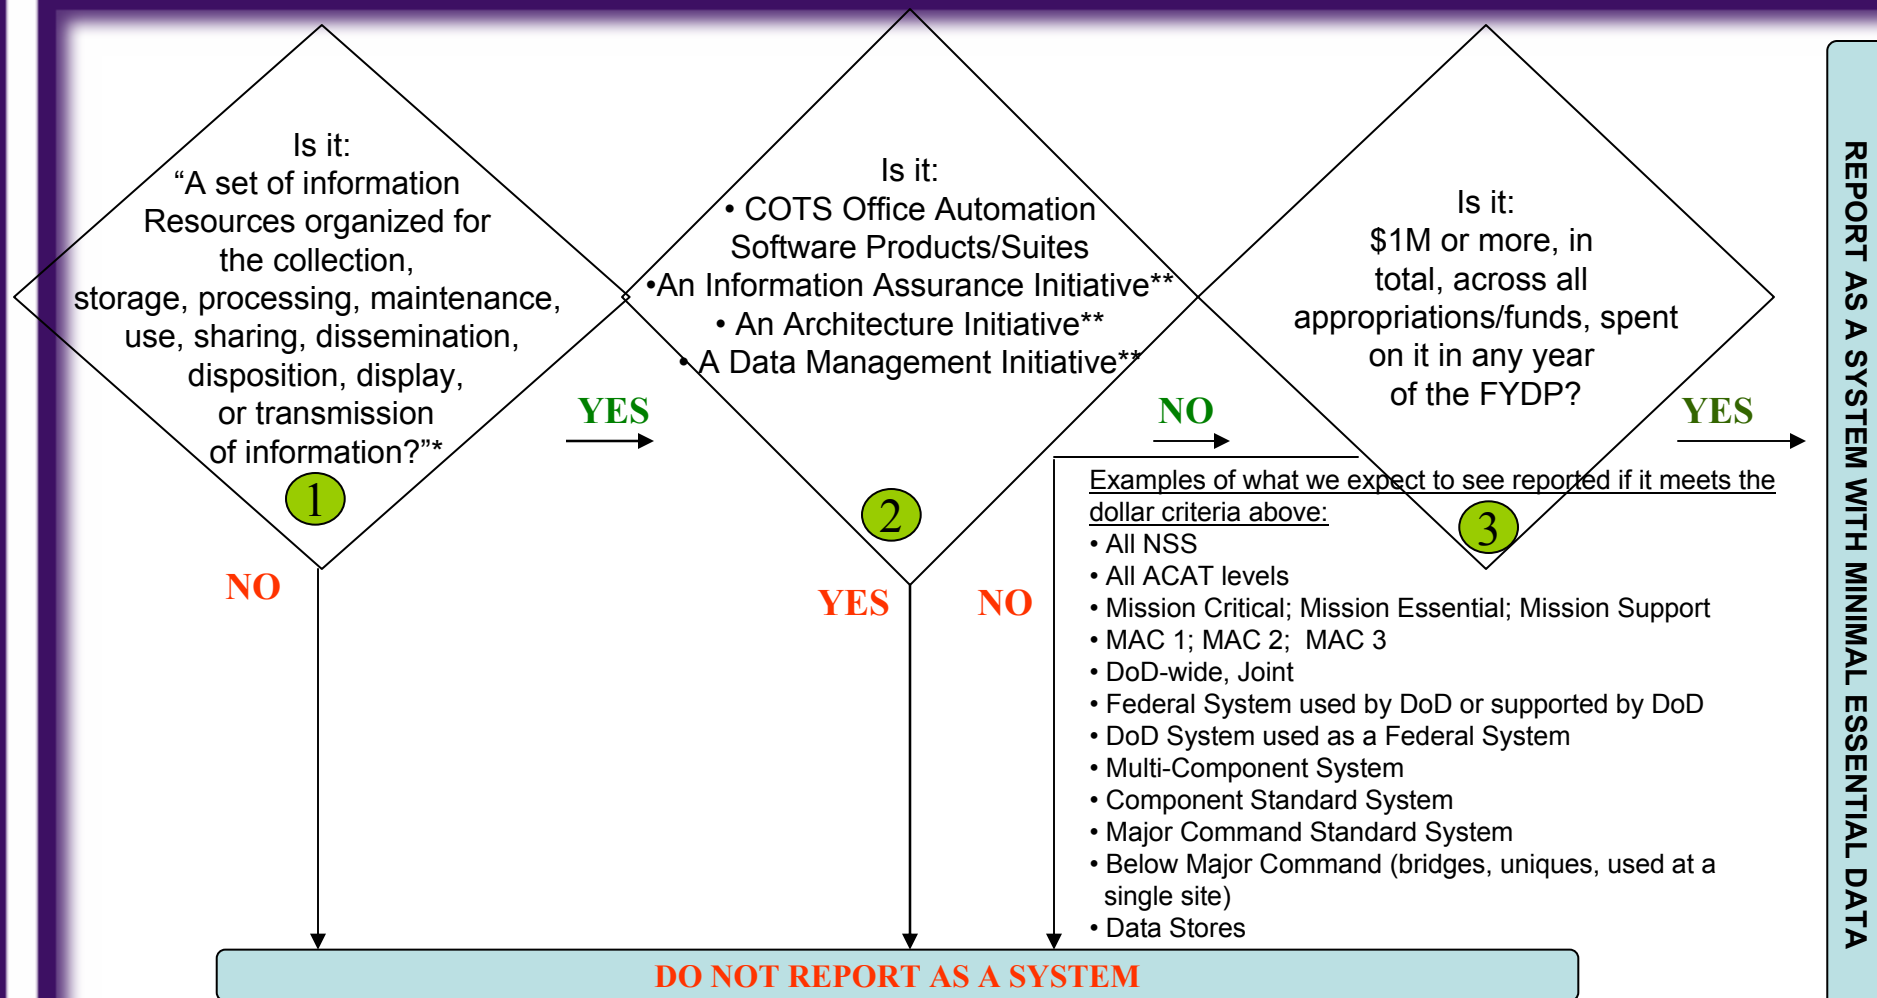 Is it:
“A set of information
Resources organized for
the collection,
storage, processing, maintenance,
use, sharing, dissemination,
disposition, display,
or transmission
of information?”*
1
YES
NO
Is it:
• COTS Office Automation
Software Products/Suites
•An Information Assurance Initiative**
• An Architecture Initiative**
• A Data Management Initiative**
2
NO
YES
Is it:
$1M or more, in
total, across all
appropriations/funds, spent
on it in any year
of the FYDP?
3
YES
NO
Examples of what we expect to see reported if it meets the
dollar criteria above:
• All NSS
• All ACAT levels
• Mission Critical; Mission Essential; Mission Support
• MAC 1; MAC 2;  MAC 3
• DoD-wide, Joint
• Federal System used by DoD or supported by DoD
• DoD System used as a Federal System
• Multi-Component System
• Component Standard System
• Major Command Standard System
• Below Major Command (bridges, uniques, used at a
single site)
• Data Stores
REPORT AS A SYSTEM WITH MINIMAL ESSENTIAL DATA
DO NOT REPORT AS A SYSTEM